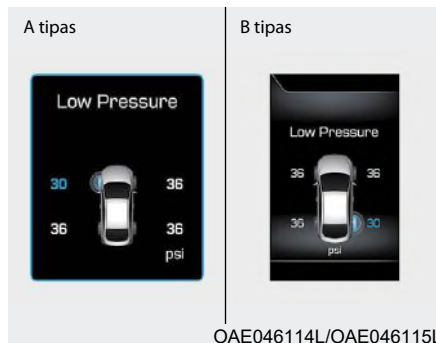 A tipas
B tipas
Low Pressure
30 36
36 36
psi
Low Pressure
36 36
36 30
psi
OAE046114L/OAE046115L